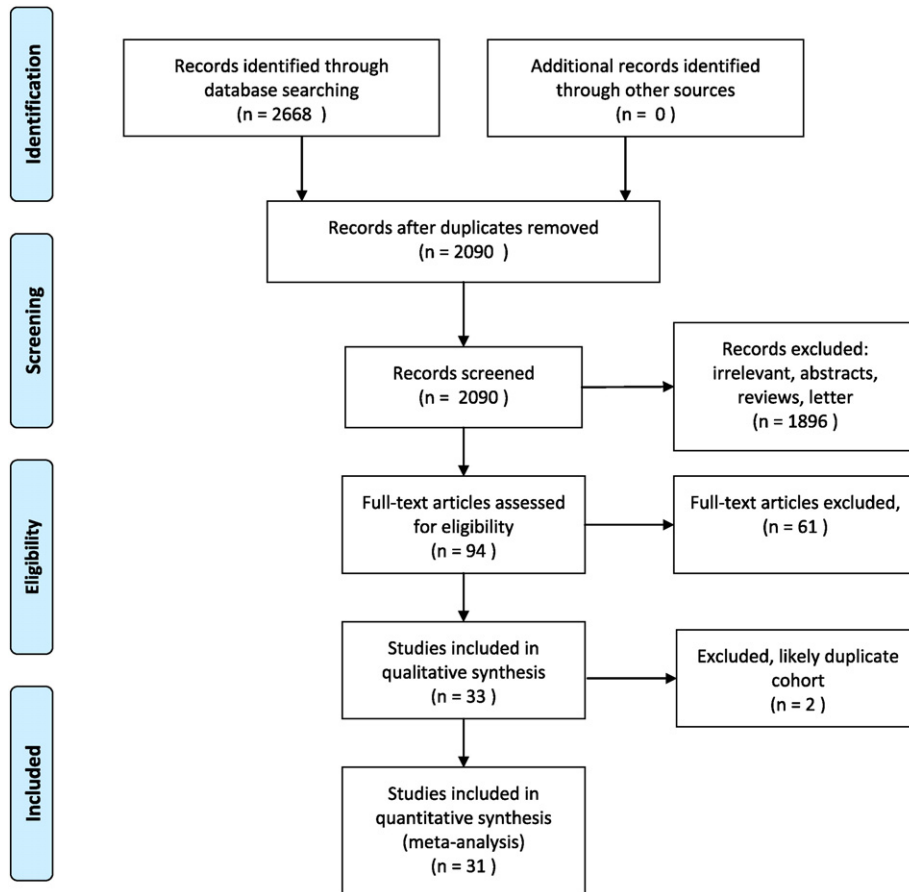 Identification
Records identified through
database searching
(n = 2668 )
Additional records identified
through other sources
(n = 0 )
Records after duplicates removed
(n = 2090 )
Screening
Records screened
(n = 2090 )
Records excluded:
irrelevant, abstracts,
reviews, letter
(n = 1896 )
Eligibility
Full-text articles assessed
for eligibility
(n = 94 )
Full-text articles excluded,
(n = 61 )
Studies included in
qualitative synthesis
(n = 33 )
Excluded, likely duplicate
cohort
(n = 2 )
Included
Studies included in
quantitative synthesis
(meta-analysis)
(n = 31 )